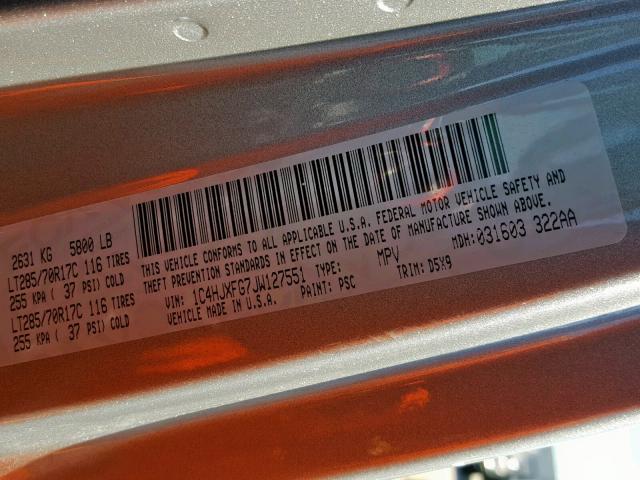 2631 KG 5800 LB
LT285/70R17C 116 TIRES
255 KPA ( 37 PSI) COLD
LT285/70R17C 116 TIRES
255 KPA ( 37 PSI) COLD
THIS VEHICLE CONFORMS TO ALL APPLICABLE U.S.A. FEDERAL MOTOR VEHICLE SAFETY AND
THEFT PREVENTION STANDARDS IN EFFECT ON THE DATE OF MANUFACTURE SHOWN ABOVE.
VIN: 1C4HJXFG7JW127551 TYPE: MPV MDH: 031603 322AA
VEHICLE MADE IN U.S.A. PAINT: PSC TRIM: D5X9